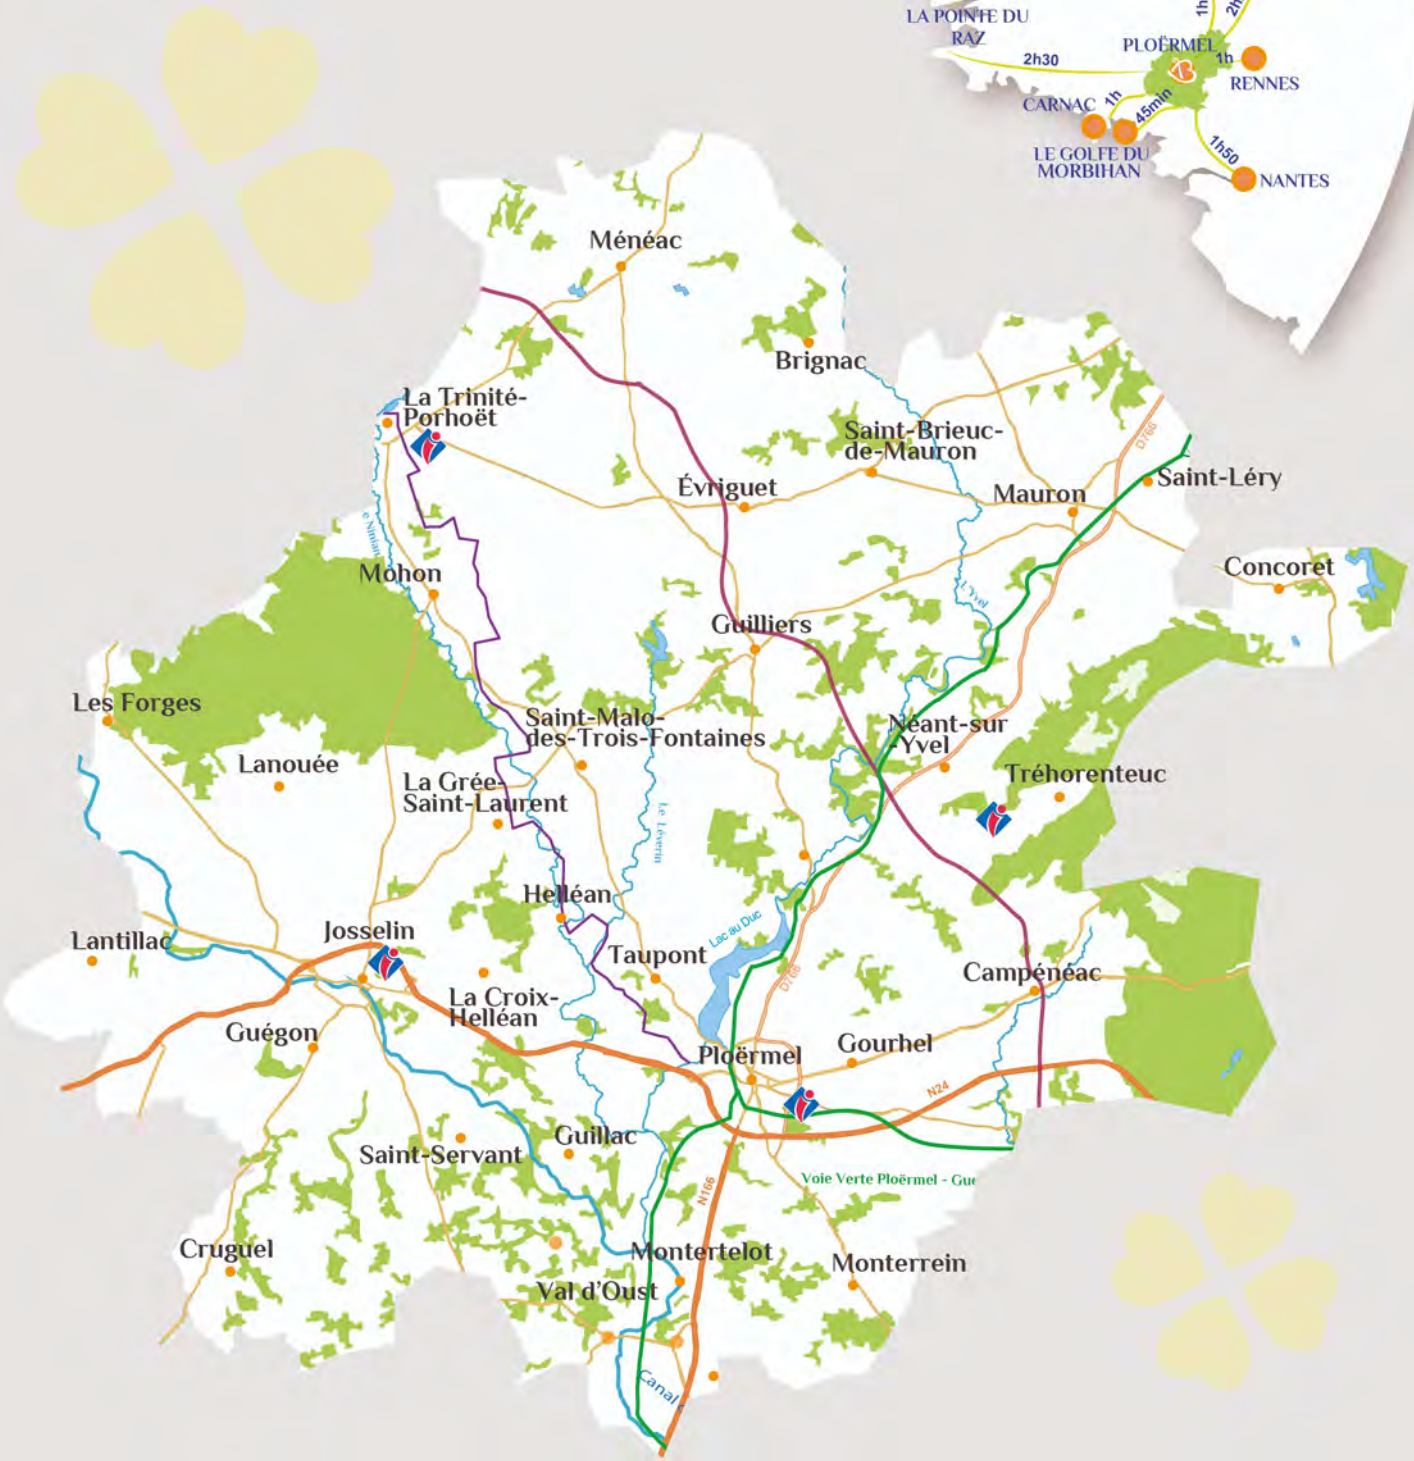 LA POINTE DU
RAZ
PLOËRMEL
1h
2h30
1h
RENNES
CARNAC
1h
45min
LE GOLFE DU
MORBIHAN
1h50
NANTES
Ménéac
Brignac
La Trinité-
Porhoët
Saint-Brieuc-
de-Mauron
D766
Évriguet
Mauron
Saint-Léry
e Ninian
Mohon
Concoret
L'Yvel
Guilliers
Les Forges
Saint-Malo-
des-Trois-Fontaines
Néant-sur
-Yvel
Lanouée
La Grée-
Saint-Laurent
Tréhorenteuc
Le Léverin
Helléan
Lantillac
Josselin
Lac au Duc
Taupont
D766
Campénéac
La Croix-
Helléan
Guégon
Ploërmel
Gourhel
N24
Saint-Servant
Guillac
Voie Verte Ploërmel - Gue
N166
Cruguel
Montertelot
Monterrein
Val d'Oust
Canal